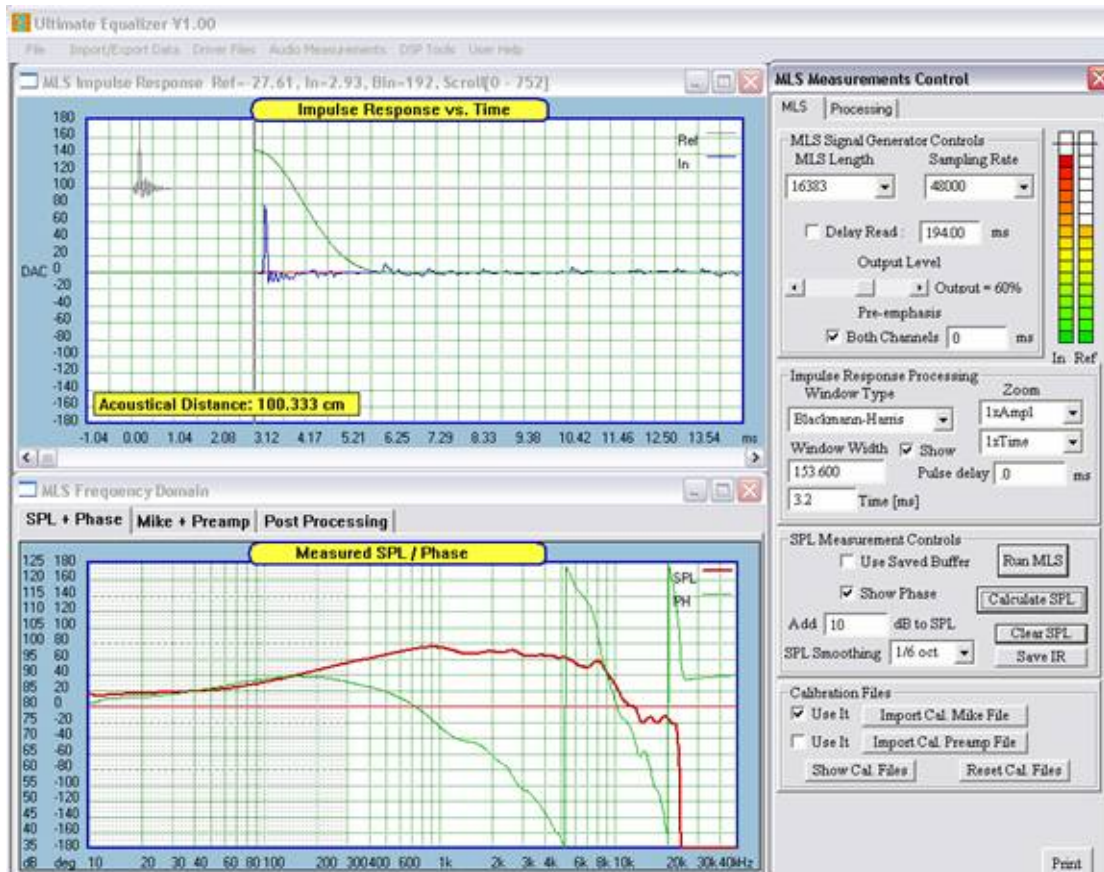 Ultimate Equalizer V1.00
File Import/Export Data Driver Files Audio Measurements DSP Tools User Help
MLS Impulse Response Ref=-27.61, In=2.93, Bin=192, Scroll[0 - 752]
Impulse Response vs. Time
Ref
In
180
160
140
120
100
80
60
40
20
DAC 0
-20
-40
-60
-80
-100
-120
-140
-160
-180
Acoustical Distance: 100.333 cm
-1.04 0.00 1.04 2.08 3.12 4.17 5.21 6.25 7.29 8.33 9.38 10.42 11.46 12.50 13.54 ms
MLS Frequency Domain
SPL + Phase Mike + Preamp Post Processing
Measured SPL / Phase
SPL
PH
125 180
120 160
115 140
110 120
105 100
100 80
95 60
90 40
85 20
80 0
75 -20
70 -40
65 -60
60 -80
55 -100
50 -120
45 -140
40 -160
35 -180
dB deg 10 20 30 40 60 80 100 200 300 400 600 1k 2k 3k 4k 6k 8k 10k 20k 30k 40kHz
MLS Measurements Control
MLS Processing
MLS Signal Generator Controls
MLS Length Sampling Rate
16383 48000
Delay Read : 194.00 ms
Output Level
Output = 60%
Pre-emphasis
Both Channels 0 ms
In Ref
Impulse Response Processing
Window Type Zoom
Blackmann-Harris 1xAmpl
1xTime
Window Width Show
153.600 Pulse delay .0 ms
3.2 Time [ms]
SPL Measurement Controls
Use Saved Buffer Run MLS
Show Phase Calculate SPL
Add 10 dB to SPL Clear SPL
SPL Smoothing 1/6 oct. Save IR
Calibration Files
Use It Import Cal. Mike File
Use It Import Cal. Preamp File
Show Cal. Files Reset Cal. Files
Print